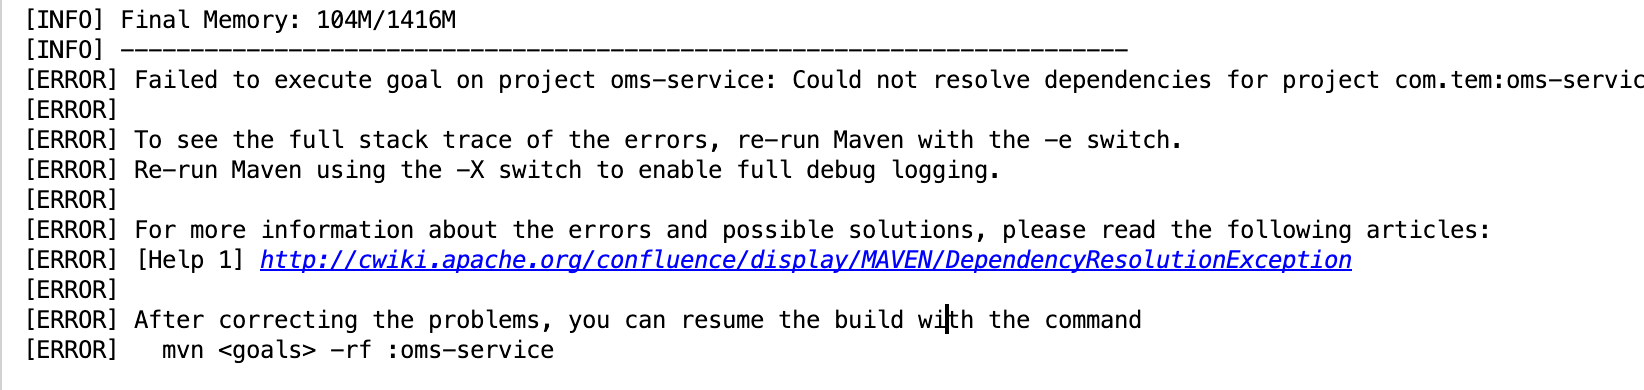 [INFO] Final Memory: 104M/1416M
[INFO] ------------------------------------------------------------------------
[ERROR] Failed to execute goal on project oms-service: Could not resolve dependencies for project com.tem:oms-servic
[ERROR]
[ERROR] To see the full stack trace of the errors, re-run Maven with the -e switch.
[ERROR] Re-run Maven using the -X switch to enable full debug logging.
[ERROR]
[ERROR] For more information about the errors and possible solutions, please read the following articles:
[ERROR] [Help 1] http://cwiki.apache.org/confluence/display/MAVEN/DependencyResolutionException
[ERROR]
[ERROR] After correcting the problems, you can resume the build with the command
[ERROR]   mvn <goals> -rf :oms-service